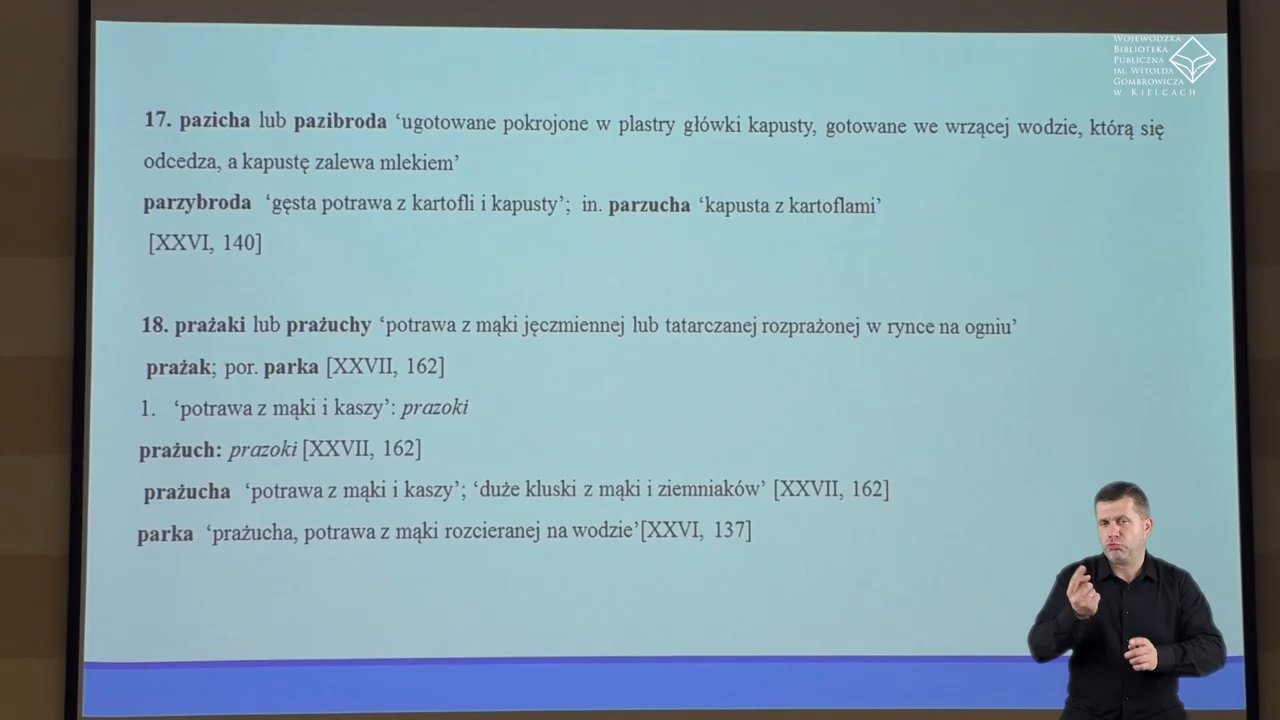 WOJEWÓDZKA
BIBLIOTEKA
PUBLICZNA
IM. WITOLDA
GOMBROWICZA
W KIELCACH
17. pazicha lub pazibroda ‘ugotowane pokrojone w plastry główki kapusty, gotowane we wrzącej wodzie, którą się
odcedza, a kapustę zalewa mlekiem’
parzybroda ‘gęsta potrawa z kartofli i kapusty’; in. parzucha ‘kapusta z kartoflami’
[XXVI, 140]
18. prażaki lub prażuchy ‘potrawa z mąki jęczmiennej lub tatarczanej rozprażonej w rynce na ogniu’
prażak; por. parka [XXVII, 162]
1. ‘potrawa z mąki i kaszy’: prazoki
prażuch: prazoki [XXVII, 162]
prażucha ‘potrawa z mąki i kaszy’; ‘duże kluski z mąki i ziemniaków’ [XXVII, 162]
parka ‘prażucha, potrawa z mąki rozcieranej na wodzie’[XXVI, 137]